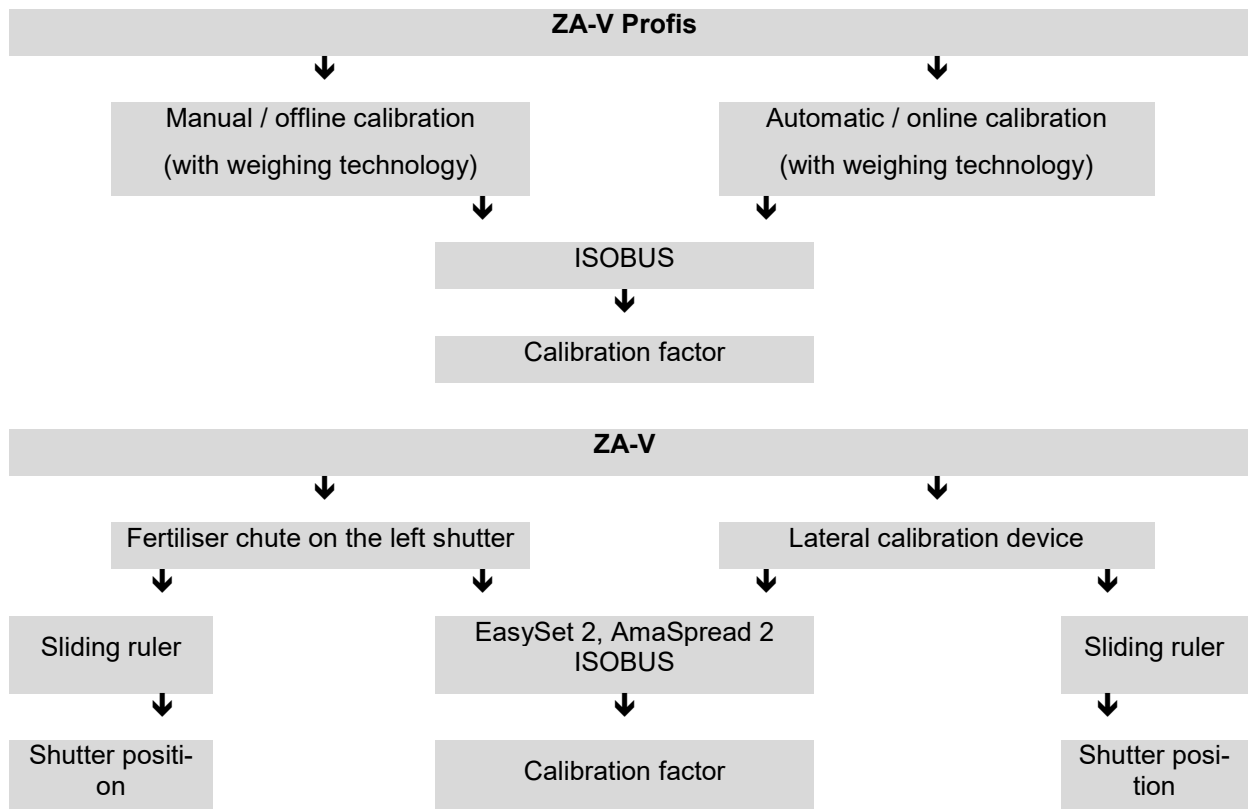 ZA-V Profis
Manual / offline calibration
(with weighing technology)
Automatic / online calibration
(with weighing technology)
ISOBUS
Calibration factor
ZA-V
Fertiliser chute on the left shutter
Lateral calibration device
Sliding ruler
EasySet 2, AmaSpread 2
ISOBUS
Sliding ruler
Shutter positi-
on
Calibration factor
Shutter posi-
tion